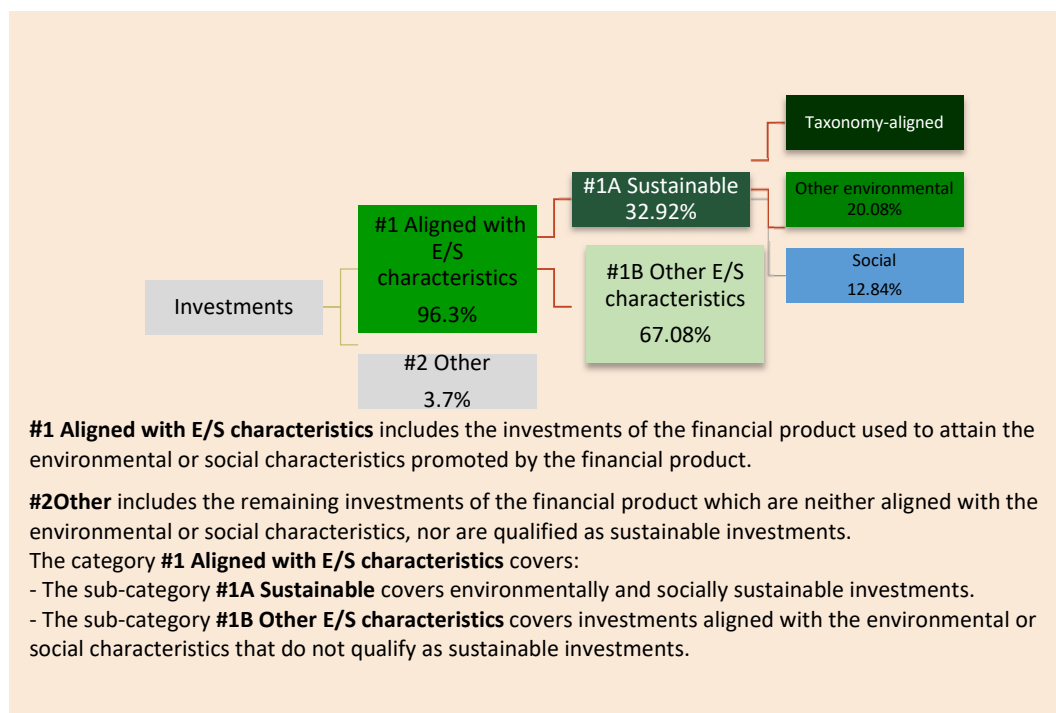 Taxonomy-aligned
#1A Sustainable
32.92%
Other environmental
20.08%
#1 Aligned with
E/S
characteristics
96.3%
#1B Other E/S
characteristics
67.08%
Social
12.84%
Investments
#2 Other
3.7%
#1 Aligned with E/S characteristics includes the investments of the financial product used to attain the
environmental or social characteristics promoted by the financial product.
#2Other includes the remaining investments of the financial product which are neither aligned with the
environmental or social characteristics, nor are qualified as sustainable investments.
The category #1 Aligned with E/S characteristics covers:
- The sub-category #1A Sustainable covers environmentally and socially sustainable investments.
- The sub-category #1B Other E/S characteristics covers investments aligned with the environmental or
social characteristics that do not qualify as sustainable investments.